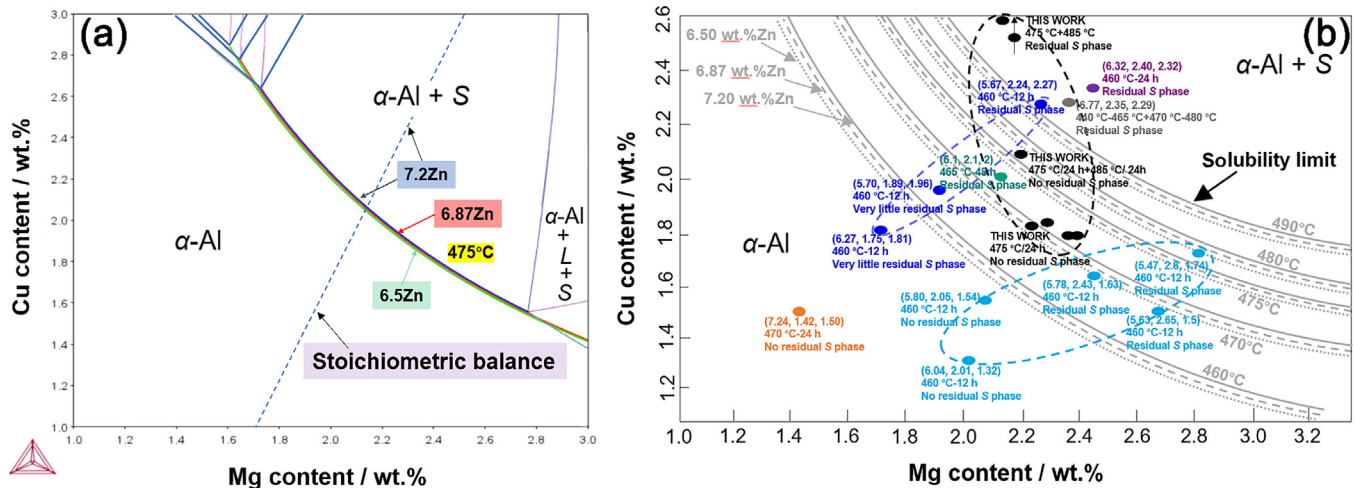 (a)
α-Al + S
7.2Zn
6.87Zn
475°C
α-Al
6.5Zn
α-Al + L + S
Stoichiometric balance
Cu content / wt.%
3.0
2.8
2.6
2.4
2.2
2.0
1.8
1.6
1.4
1.2
1.0
1.0 1.2 1.4 1.6 1.8 2.0 2.2 2.4 2.6 2.8 3.0
Mg content / wt.%
(b)
6.50 wt.%Zn
6.87 wt.%Zn
7.20 wt.%Zn
THIS WORK
475 °C+485 °C
Residual S phase
α-Al + S
(6.32, 2.40, 2.32)
460 °C-24 h
Residual S phase
(5.67, 2.24, 2.27)
460 °C-12 h
Residual S phase
(6.77, 2.35, 2.29)
440 °C-465 °C+470 °C-480 °C
Residual S phase
(6.1, 2.1, 2)
465 °C-48h
Residual S phase
THIS WORK
475 °C/24 h+485 °C/ 24h
No residual S phase
Solubility limit
(5.70, 1.89, 1.96)
460 °C-12 h
Very little residual S phase
α-Al
(6.27, 1.75, 1.81)
460 °C-12 h
Very little residual S phase
THIS WORK
475 °C/24 h
No residual S phase
490°C
480°C
475°C
470°C
460°C
(5.47, 2.8, 1.74)
460 °C-12 h
Residual S phase
(5.78, 2.43, 1.63)
460 °C-12 h
Residual S phase
(5.80, 2.05, 1.54)
460 °C-12 h
No residual S phase
(5.63, 2.65, 1.5)
460 °C-12 h
Residual S phase
(7.24, 1.42, 1.50)
470 °C-24 h
No residual S phase
(6.04, 2.01, 1.32)
460 °C-12 h
No residual S phase
Cu content / wt.%
2.6
2.4
2.2
2.0
1.8
1.6
1.4
1.2
1.0 1.4 1.6 1.8 2.0 2.2 2.4 2.6 2.8 3.0 3.2
Mg content / wt.%